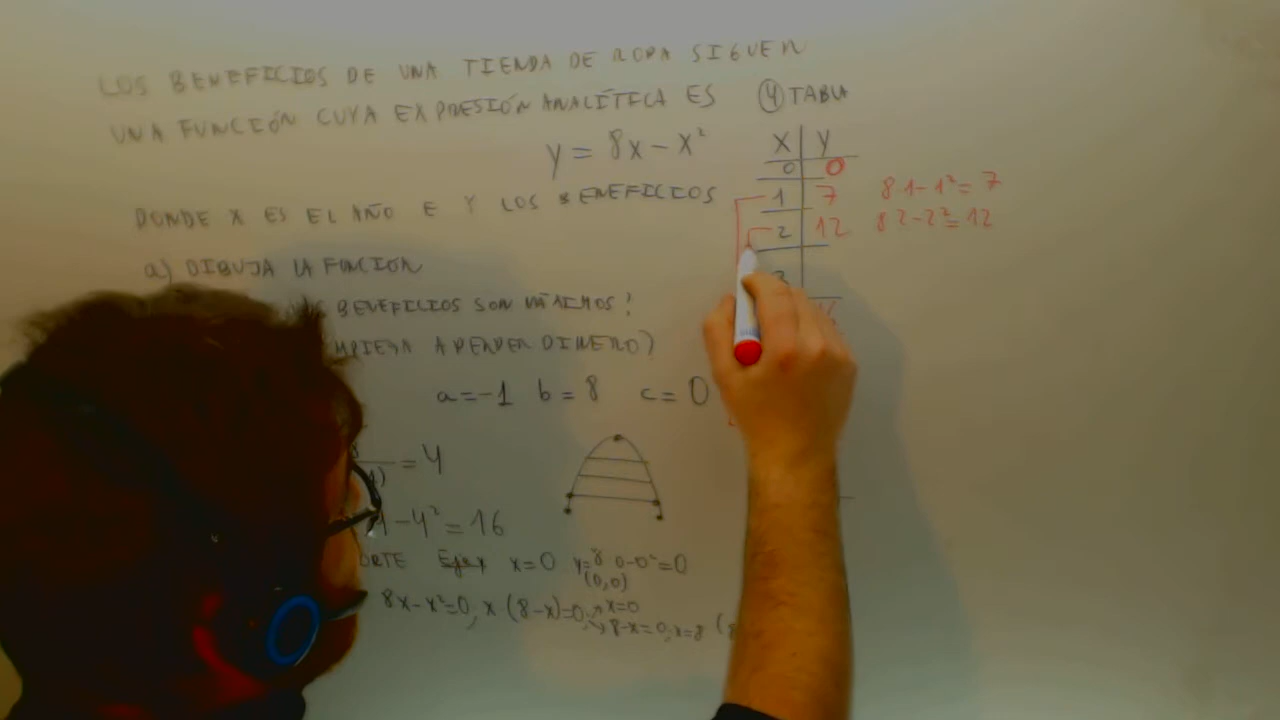 LOS BENEFICIOS DE UNA TIENDA DE ROPA SIGUEN
UNA FUNCIÓN CUYA EXPRESIÓN ANALÍTICA ES
y = 8x - x²
DONDE X ES EL AÑO E Y LOS BENEFICIOS
a) DIBUJA LA FUNCIÓN
BENEFICIOS SON MÁXIMOS?
A PERDER DINERO?
a=-1 b=8 c=0
=4
-4²=16
x=0 y=8·0-0²=0
(0,0)
8x-x²=0, x(8-x)=0 x=0
8-x=0, x=8
④ TABLA
X Y
0 0
1 7 8·1-1²=7
2 12 8·2-2²=12
3